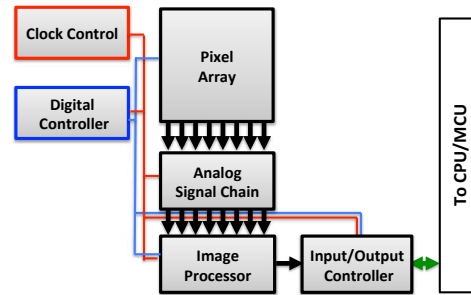 Clock Control
Pixel
Array
Digital
Controller
Analog
Signal Chain
Image
Processor
Input/Output
Controller
To CPU/MCU